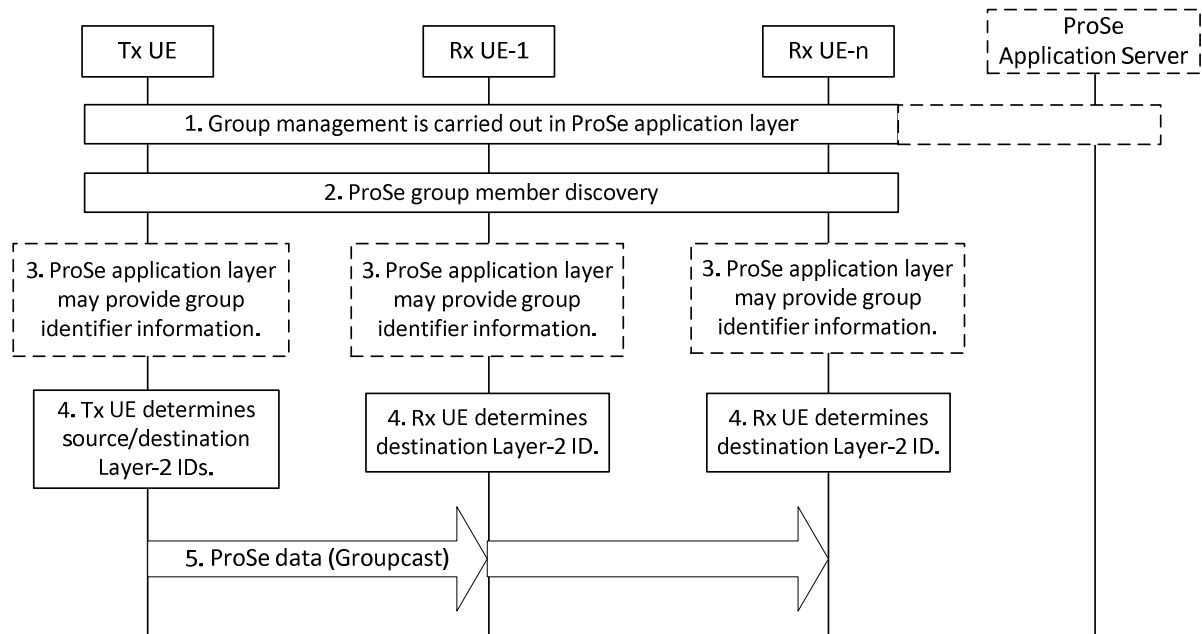 Tx UE
Rx UE-1
Rx UE-n
ProSe
Application Server
1. Group management is carried out in ProSe application layer
2. ProSe group member discovery
3. ProSe application layer
may provide group
identifier information.
3. ProSe application layer
may provide group
identifier information.
3. ProSe application layer
may provide group
identifier information.
4. Tx UE determines
source/destination
Layer-2 IDs.
4. Rx UE determines
destination Layer-2 ID.
4. Rx UE determines
destination Layer-2 ID.
5. ProSe data (Groupcast)